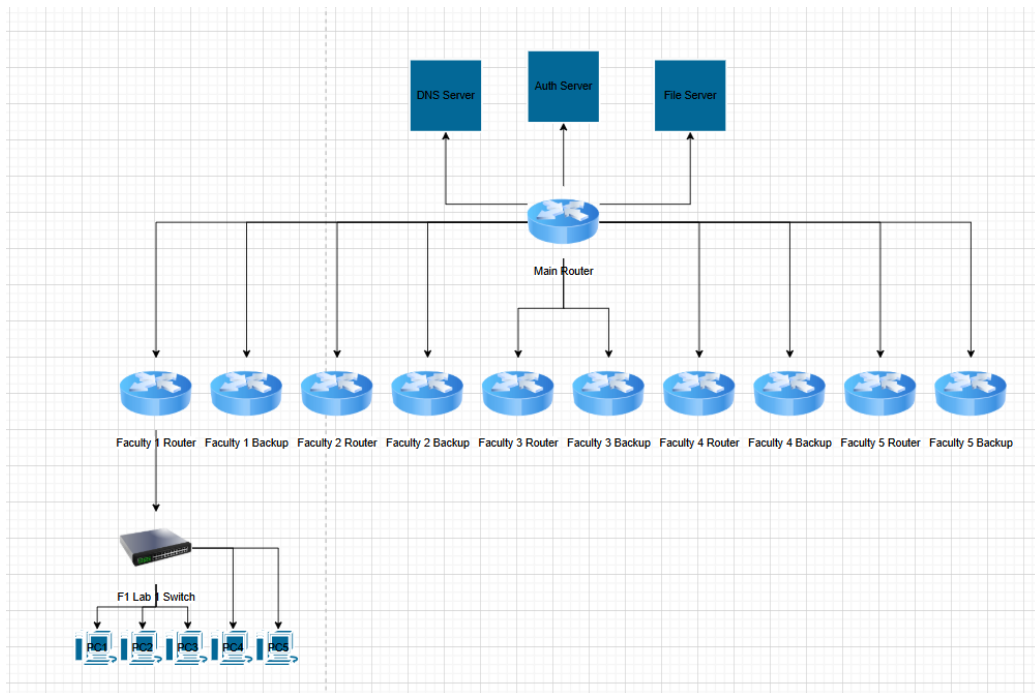 DNS Server
Auth Server
File Server
Main Router
Faculty 1 Router
Faculty 1 Backup
Faculty 2 Router
Faculty 2 Backup
Faculty 3 Router
Faculty 3 Backup
Faculty 4 Router
Faculty 4 Backup
Faculty 5 Router
Faculty 5 Backup
F1 Lab 1 Switch
PC1
PC2
PC3
PC4
PC5